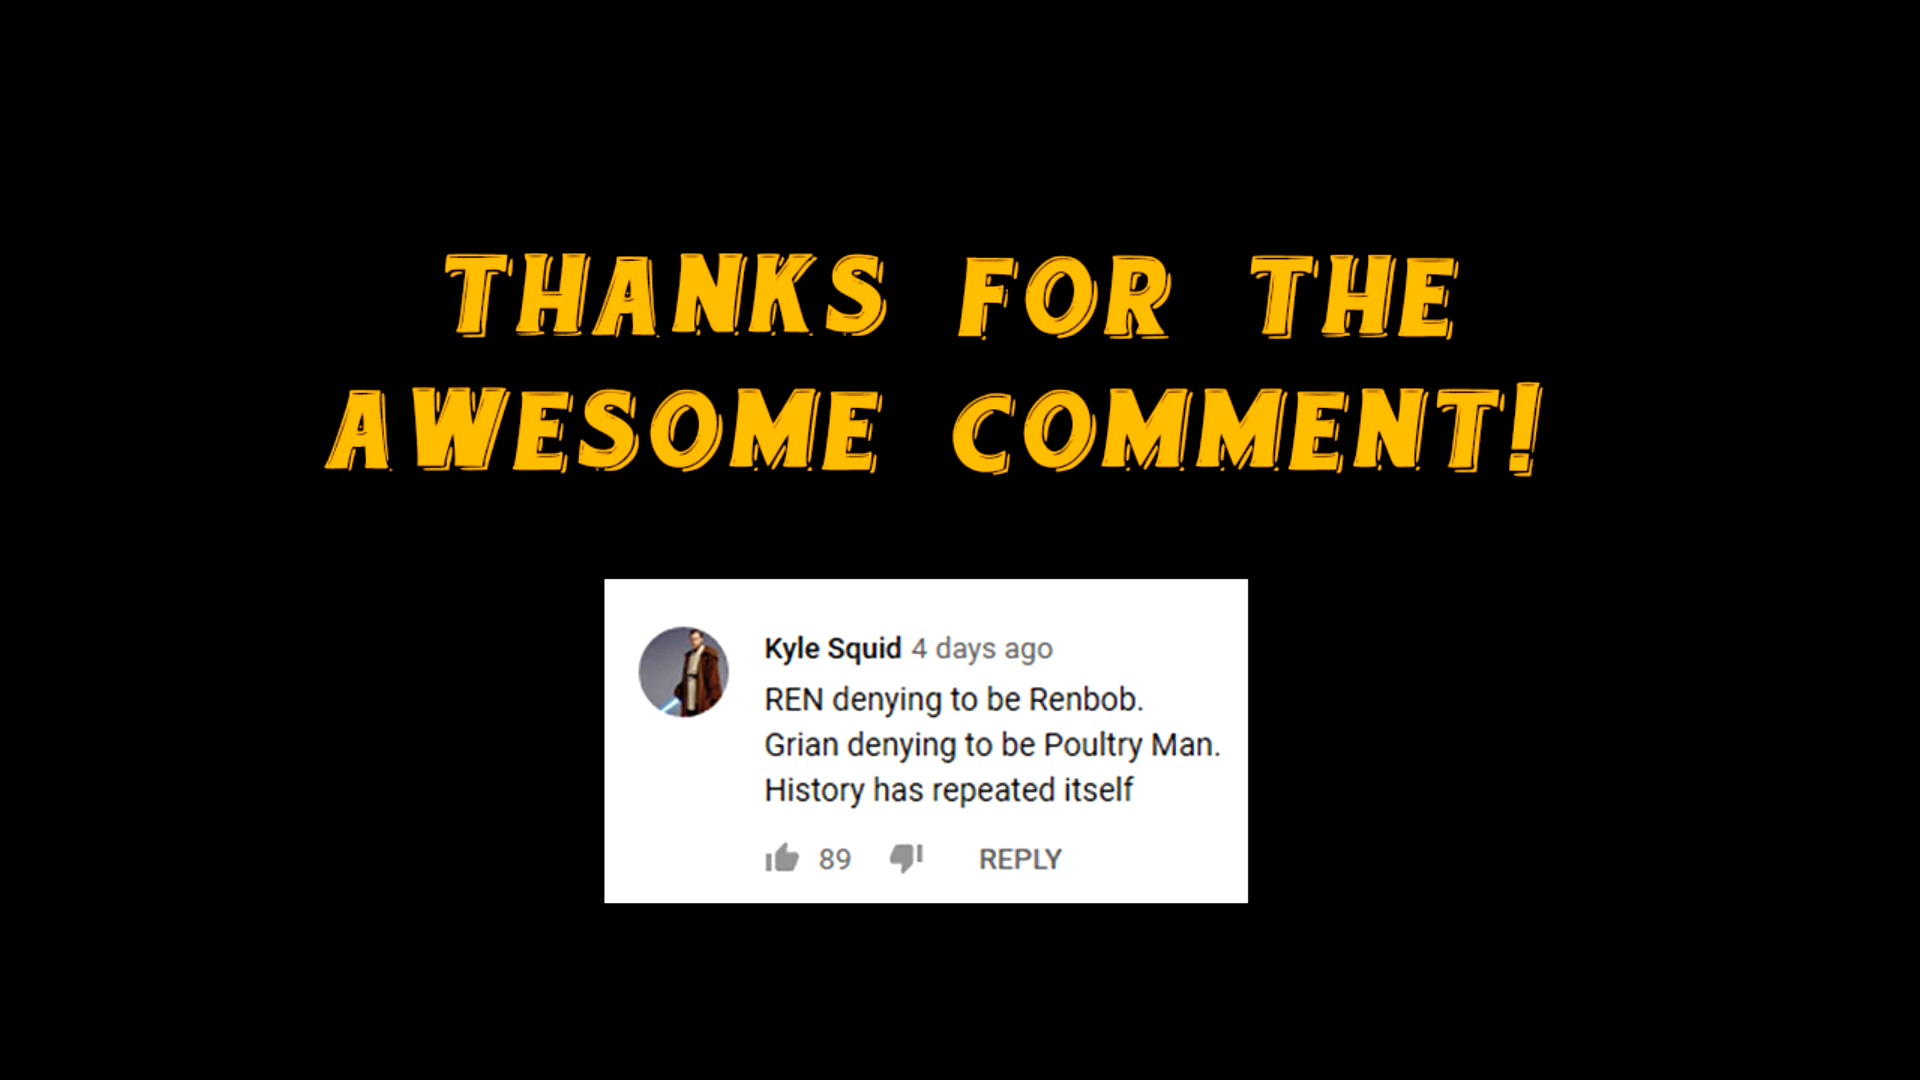 THANKS FOR THE
AWESOME COMMENT!
Kyle Squid 4 days ago
REN denying to be Renbob.
Grian denying to be Poultry Man.
History has repeated itself
89 REPLY